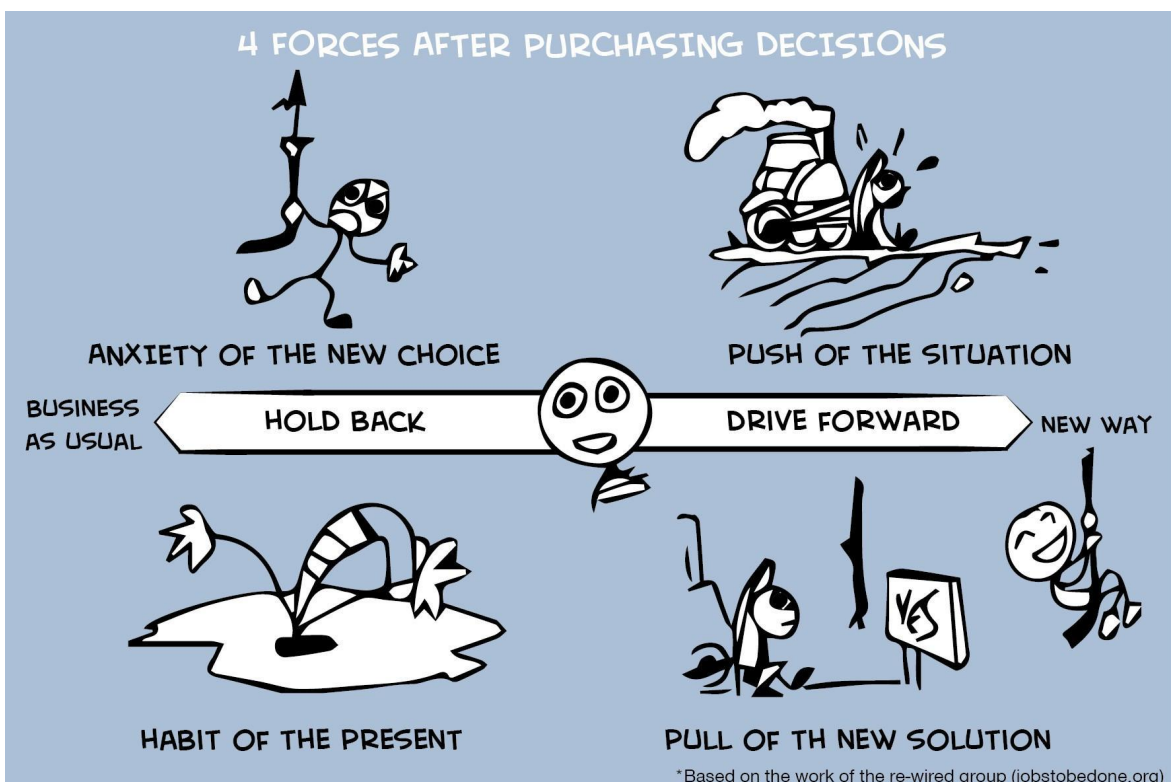 4 FORCES AFTER PURCHASING DECISIONS
ANXIETY OF THE NEW CHOICE
PUSH OF THE SITUATION
BUSINESS
AS USUAL
HOLD BACK
DRIVE FORWARD
NEW WAY
YES
HABIT OF THE PRESENT
PULL OF TH NEW SOLUTION
*Based on the work of the re-wired group (jobstobedone.org)